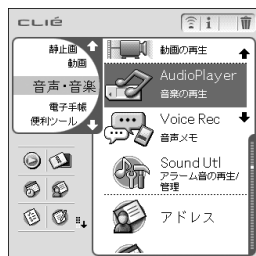 CLIÉ
静止画
動画
音声・音楽
電子手帳
便利ツール
動画の再生
AudioPlayer
音楽の再生
Voice Rec
音声メモ
Sound Utl
アラーム音の再生/
管理
アドレス